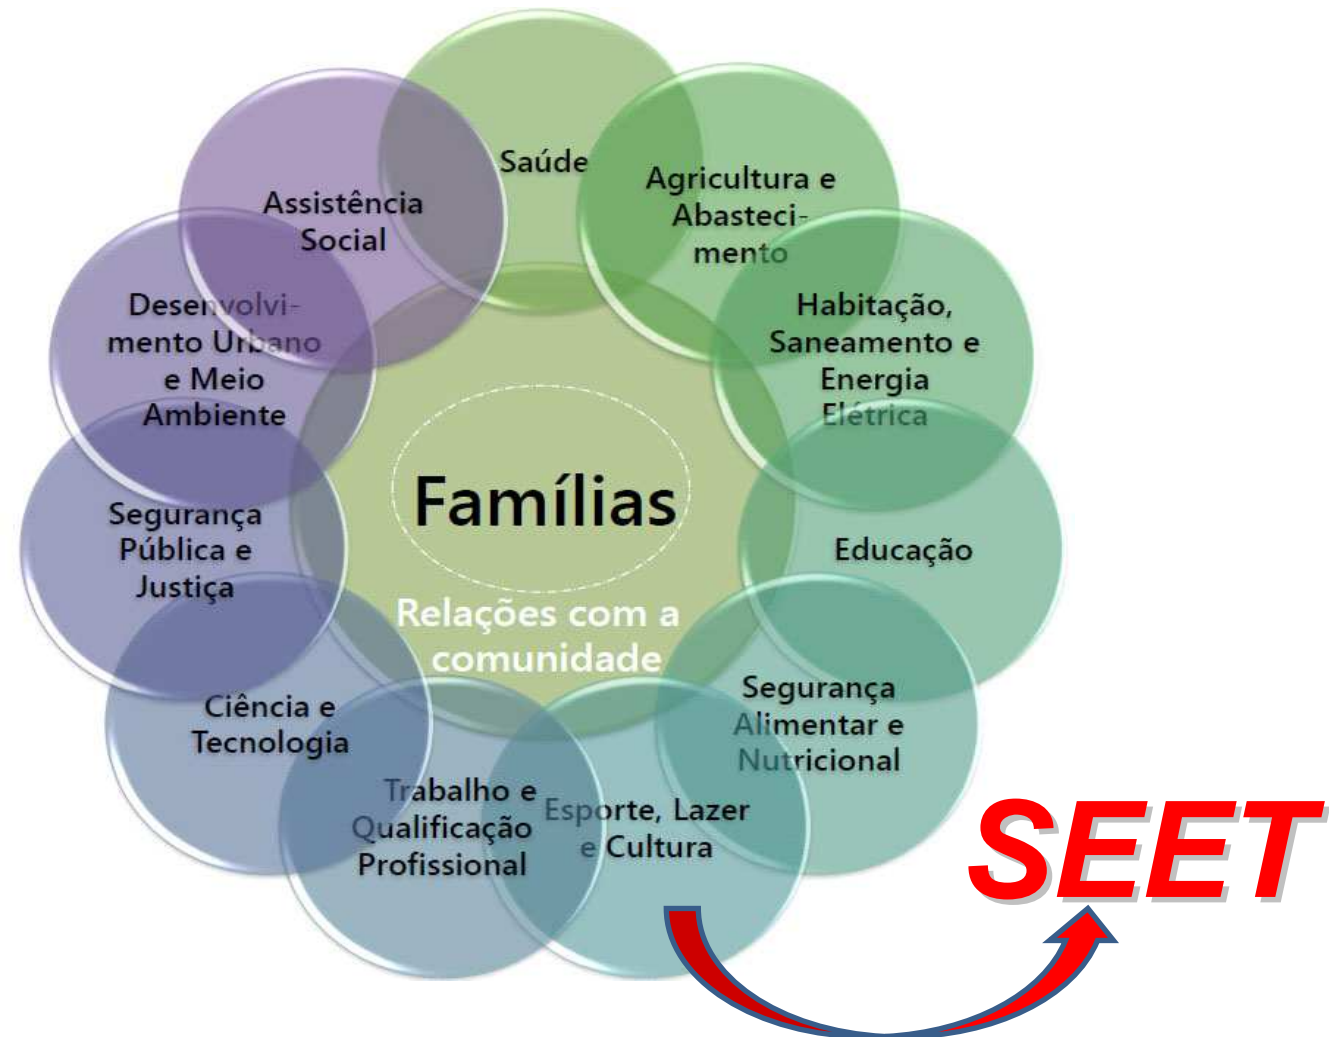 Saúde
Agricultura e
Abasteci-
mento
Habitação,
Saneamento e
Energia
Elétrica
Educação
Segurança
Alimentar e
Nutricional
Esporte, Lazer
e Cultura
Trabalho e
Qualificação
Profissional
Ciência e
Tecnologia
Segurança
Pública e
Justiça
Desenvolvi-
mento Urbano
e Meio
Ambiente
Assistência
Social
Famílias
Relações com a
comunidade
SEET